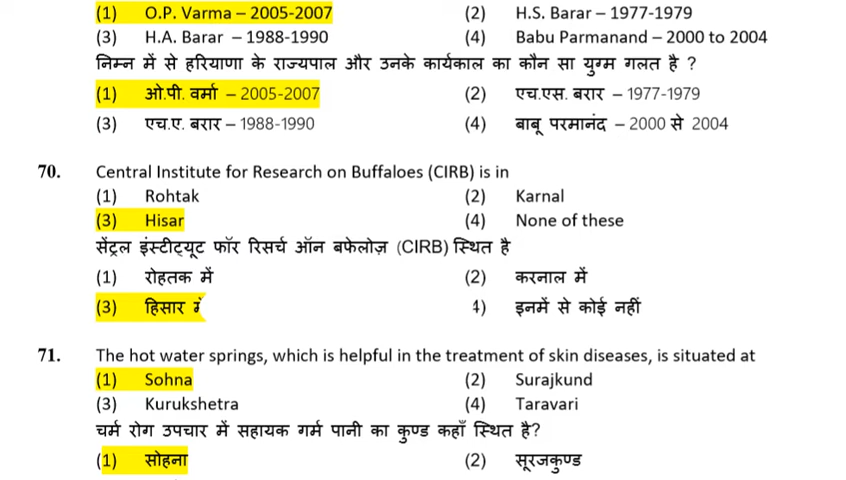 (1) O.P. Varma – 2005-2007 (2) H.S. Barar – 1977-1979
(3) H.A. Barar – 1988-1990 (4) Babu Parmanand – 2000 to 2004
निम्न में से हरियाणा के राज्यपाल और उनके कार्यकाल का कौन सा युग्म गलत है ?
(1) ओ.पी. वर्मा – 2005-2007 (2) एच.एस. बरार – 1977-1979
(3) एच.ए. बरार – 1988-1990 (4) बाबू परमानंद – 2000 से 2004
70. Central Institute for Research on Buffaloes (CIRB) is in
(1) Rohtak (2) Karnal
(3) Hisar (4) None of these
सेंट्रल इंस्टीट्यूट फॉर रिसर्च ऑन बफेलोज़ (CIRB) स्थित है
(1) रोहतक में (2) करनाल में
(3) हिसार 4) इनमें से कोई नहीं
71. The hot water springs, which is helpful in the treatment of skin diseases, is situated at
(1) Sohna (2) Surajkund
(3) Kurukshetra (4) Taravari
चर्म रोग उपचार में सहायक गर्म पानी का कुण्ड कहाँ स्थित है?
(1) सोहना (2) सूरजकुण्ड